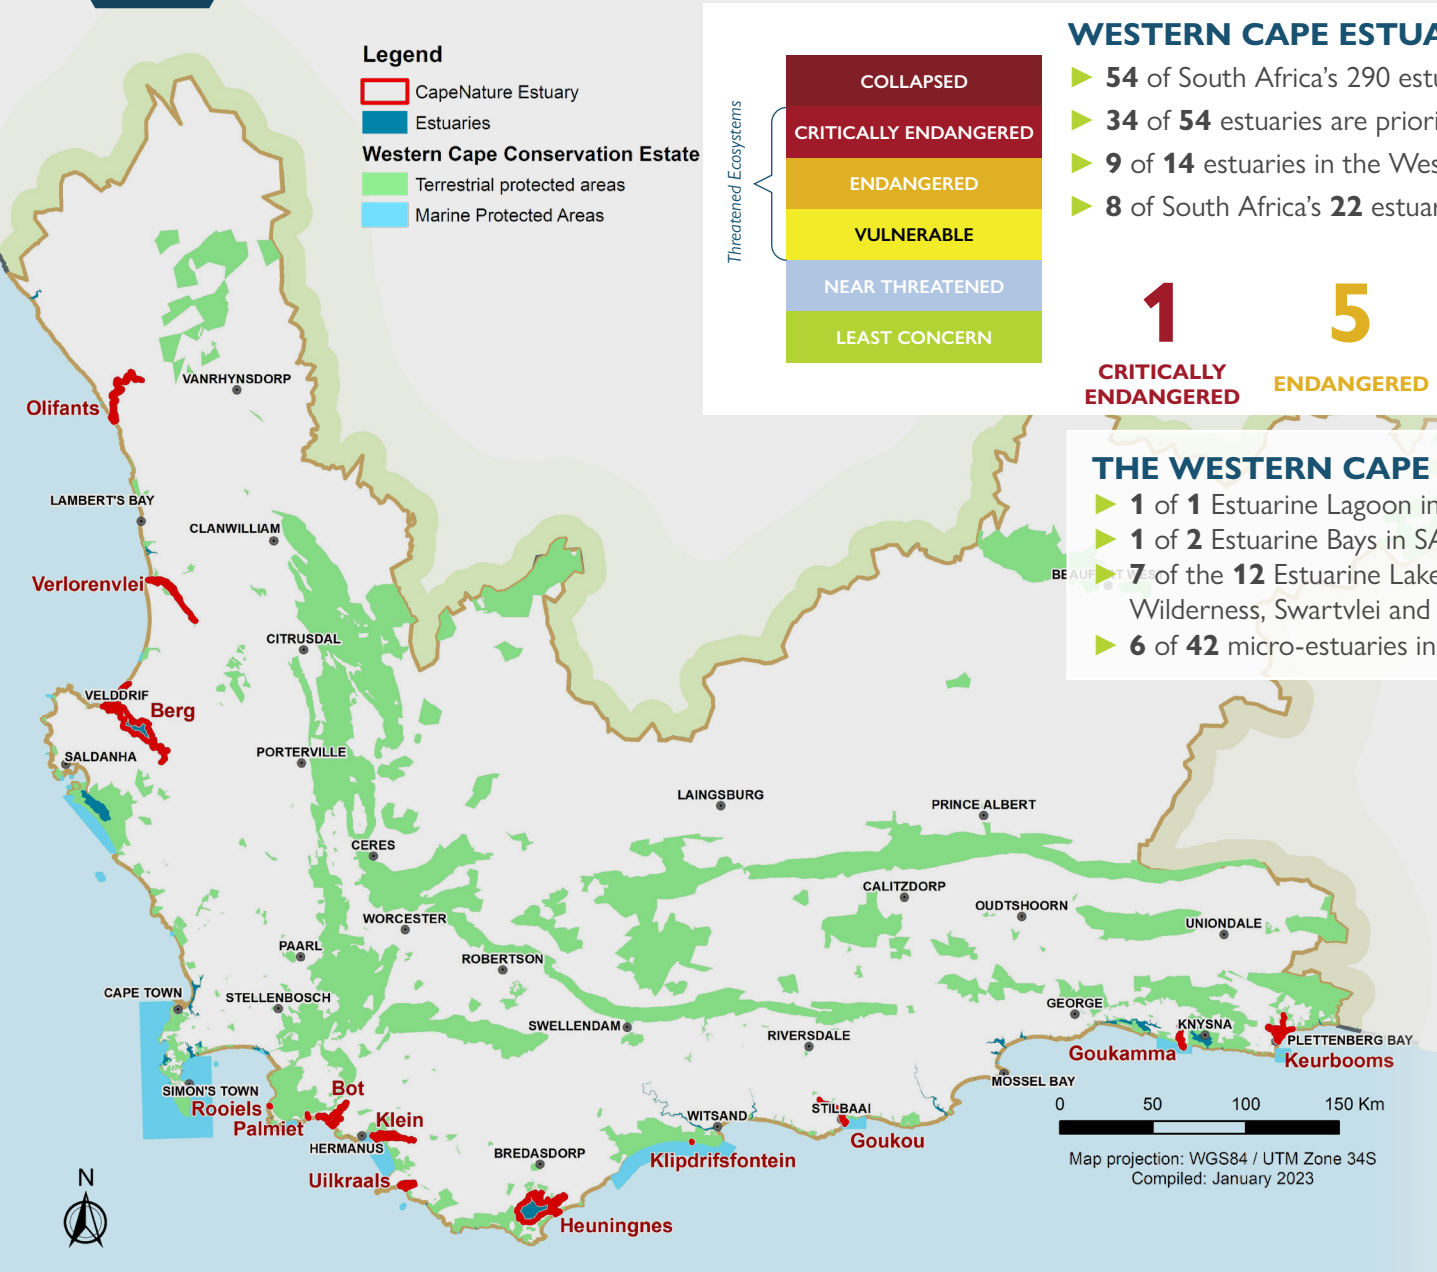 Legend
CapeNature Estuary
Estuaries
Western Cape Conservation Estate
Terrestrial protected areas
Marine Protected Areas
Threatened Ecosystems
COLLAPSED
CRITICALLY ENDANGERED
ENDANGERED
VULNERABLE
NEAR THREATENED
LEAST CONCERN
WESTERN CAPE ESTUA
► 54 of South Africa's 290 estu
► 34 of 54 estuaries are priori
► 9 of 14 estuaries in the Wes
► 8 of South Africa's 22 estuar
1
CRITICALLY
ENDANGERED
5
ENDANGERED
THE WESTERN CAPE
► 1 of 1 Estuarine Lagoon in
► 1 of 2 Estuarine Bays in SA
► 7 of the 12 Estuarine Lake
Wilderness, Swartvlei and
► 6 of 42 micro-estuaries in
VANRHYNSDORP
Olifants
LAMBERT'S BAY
CLANWILLIAM
BEAUFORT WEST
Verlorenvlei
CITRUSDAL
VELDDRIF
Berg
SALDANHA
PORTERVILLE
LAINGSBURG
PRINCE ALBERT
CERES
CALITZDORP
OUDTSHOORN
WORCESTER
UNIONDALE
PAARL
ROBERTSON
CAPE TOWN
STELLENBOSCH
GEORGE
KNYSNA
SWELLENDAM
RIVERSDALE
PLETTENBERG BAY
Goukamma
Keurbooms
MOSSEL BAY
SIMON'S TOWN
Bot
Rooiels
Palmiet
Klein
HERMANUS
WITSAND
STILBAAI
Goukou
BREDASDORP
Klipdrifsfontein
Uilkraals
Heuningnes
0 50 100 150 Km
Map projection: WGS84 / UTM Zone 34S
Compiled: January 2023
N